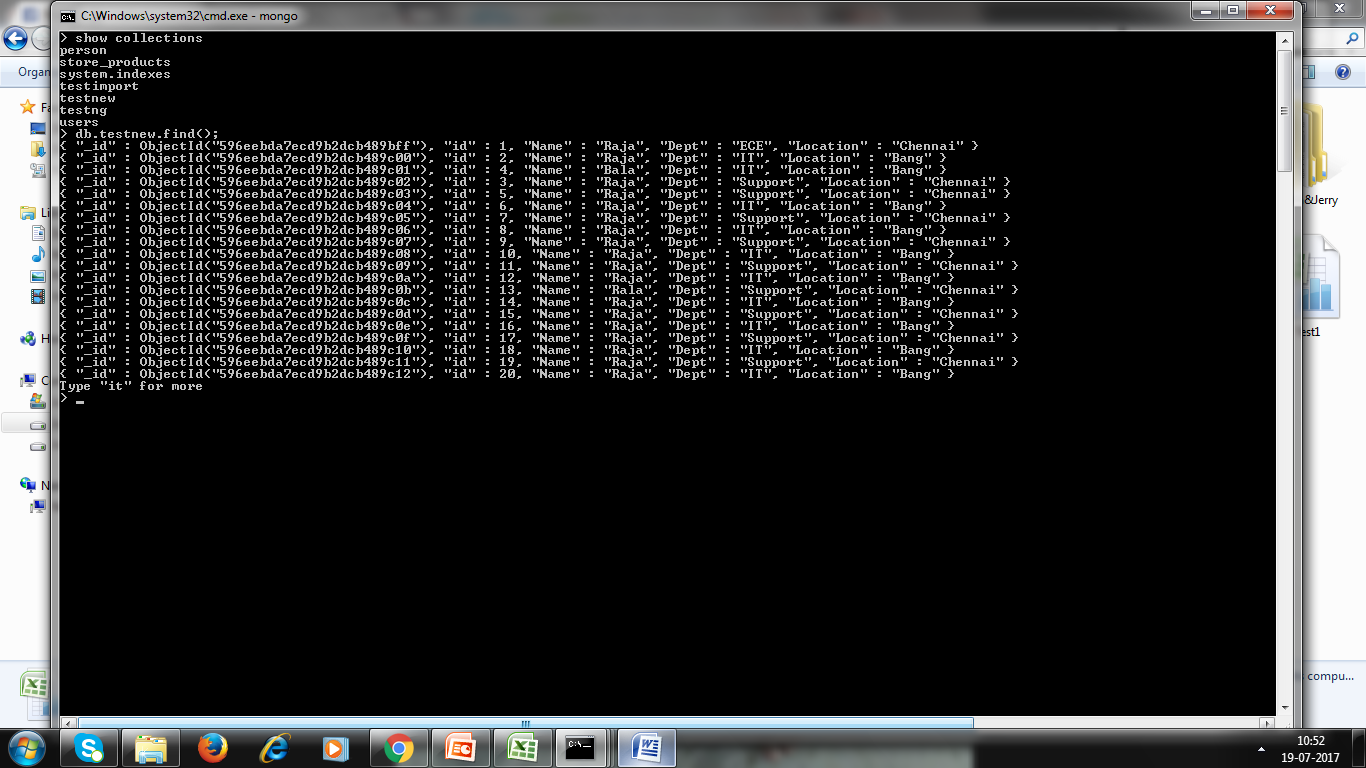 C:\Windows\system32\cmd.exe - mongo
> show collections
person
store_products
system.indexes
testimport
testnew
testng
users
> db.testnew.find();
{ "_id" : ObjectId("596eebda7ecd9b2dcb489bff"), "id" : 1, "Name" : "Raja", "Dept" : "ECE", "Location" : "Chennai" }
{ "_id" : ObjectId("596eebda7ecd9b2dcb489c00"), "id" : 2, "Name" : "Raja", "Dept" : "IT", "Location" : "Bang" }
{ "_id" : ObjectId("596eebda7ecd9b2dcb489c01"), "id" : 4, "Name" : "Bala", "Dept" : "IT", "Location" : "Bang" }
{ "_id" : ObjectId("596eebda7ecd9b2dcb489c02"), "id" : 3, "Name" : "Raja", "Dept" : "Support", "Location" : "Chennai" }
{ "_id" : ObjectId("596eebda7ecd9b2dcb489c03"), "id" : 5, "Name" : "Raja", "Dept" : "Support", "Location" : "Chennai" }
{ "_id" : ObjectId("596eebda7ecd9b2dcb489c04"), "id" : 6, "Name" : "Raja", "Dept" : "IT", "Location" : "Bang" }
{ "_id" : ObjectId("596eebda7ecd9b2dcb489c05"), "id" : 7, "Name" : "Raja", "Dept" : "Support", "Location" : "Chennai" }
{ "_id" : ObjectId("596eebda7ecd9b2dcb489c06"), "id" : 8, "Name" : "Raja", "Dept" : "IT", "Location" : "Bang" }
{ "_id" : ObjectId("596eebda7ecd9b2dcb489c07"), "id" : 9, "Name" : "Raja", "Dept" : "Support", "Location" : "Chennai" }
{ "_id" : ObjectId("596eebda7ecd9b2dcb489c08"), "id" : 10, "Name" : "Raja", "Dept" : "IT", "Location" : "Bang" }
{ "_id" : ObjectId("596eebda7ecd9b2dcb489c09"), "id" : 11, "Name" : "Raja", "Dept" : "Support", "Location" : "Chennai" }
{ "_id" : ObjectId("596eebda7ecd9b2dcb489c0a"), "id" : 12, "Name" : "Raja", "Dept" : "IT", "Location" : "Bang" }
{ "_id" : ObjectId("596eebda7ecd9b2dcb489c0b"), "id" : 13, "Name" : "Rala", "Dept" : "Support", "Location" : "Chennai" }
{ "_id" : ObjectId("596eebda7ecd9b2dcb489c0c"), "id" : 14, "Name" : "Raja", "Dept" : "IT", "Location" : "Bang" }
{ "_id" : ObjectId("596eebda7ecd9b2dcb489c0d"), "id" : 15, "Name" : "Raja", "Dept" : "Support", "Location" : "Chennai" }
{ "_id" : ObjectId("596eebda7ecd9b2dcb489c0e"), "id" : 16, "Name" : "Raja", "Dept" : "IT", "Location" : "Bang" }
{ "_id" : ObjectId("596eebda7ecd9b2dcb489c0f"), "id" : 17, "Name" : "Raja", "Dept" : "Support", "Location" : "Chennai" }
{ "_id" : ObjectId("596eebda7ecd9b2dcb489c10"), "id" : 18, "Name" : "Raja", "Dept" : "IT", "Location" : "Bang" }
{ "_id" : ObjectId("596eebda7ecd9b2dcb489c11"), "id" : 19, "Name" : "Raja", "Dept" : "Support", "Location" : "Chennai" }
{ "_id" : ObjectId("596eebda7ecd9b2dcb489c12"), "id" : 20, "Name" : "Raja", "Dept" : "IT", "Location" : "Bang" }
Type "it" for more
>
Organ
Fa
Li
H
C
N
&Jerry
est1
compu...
10:52
19-07-2017